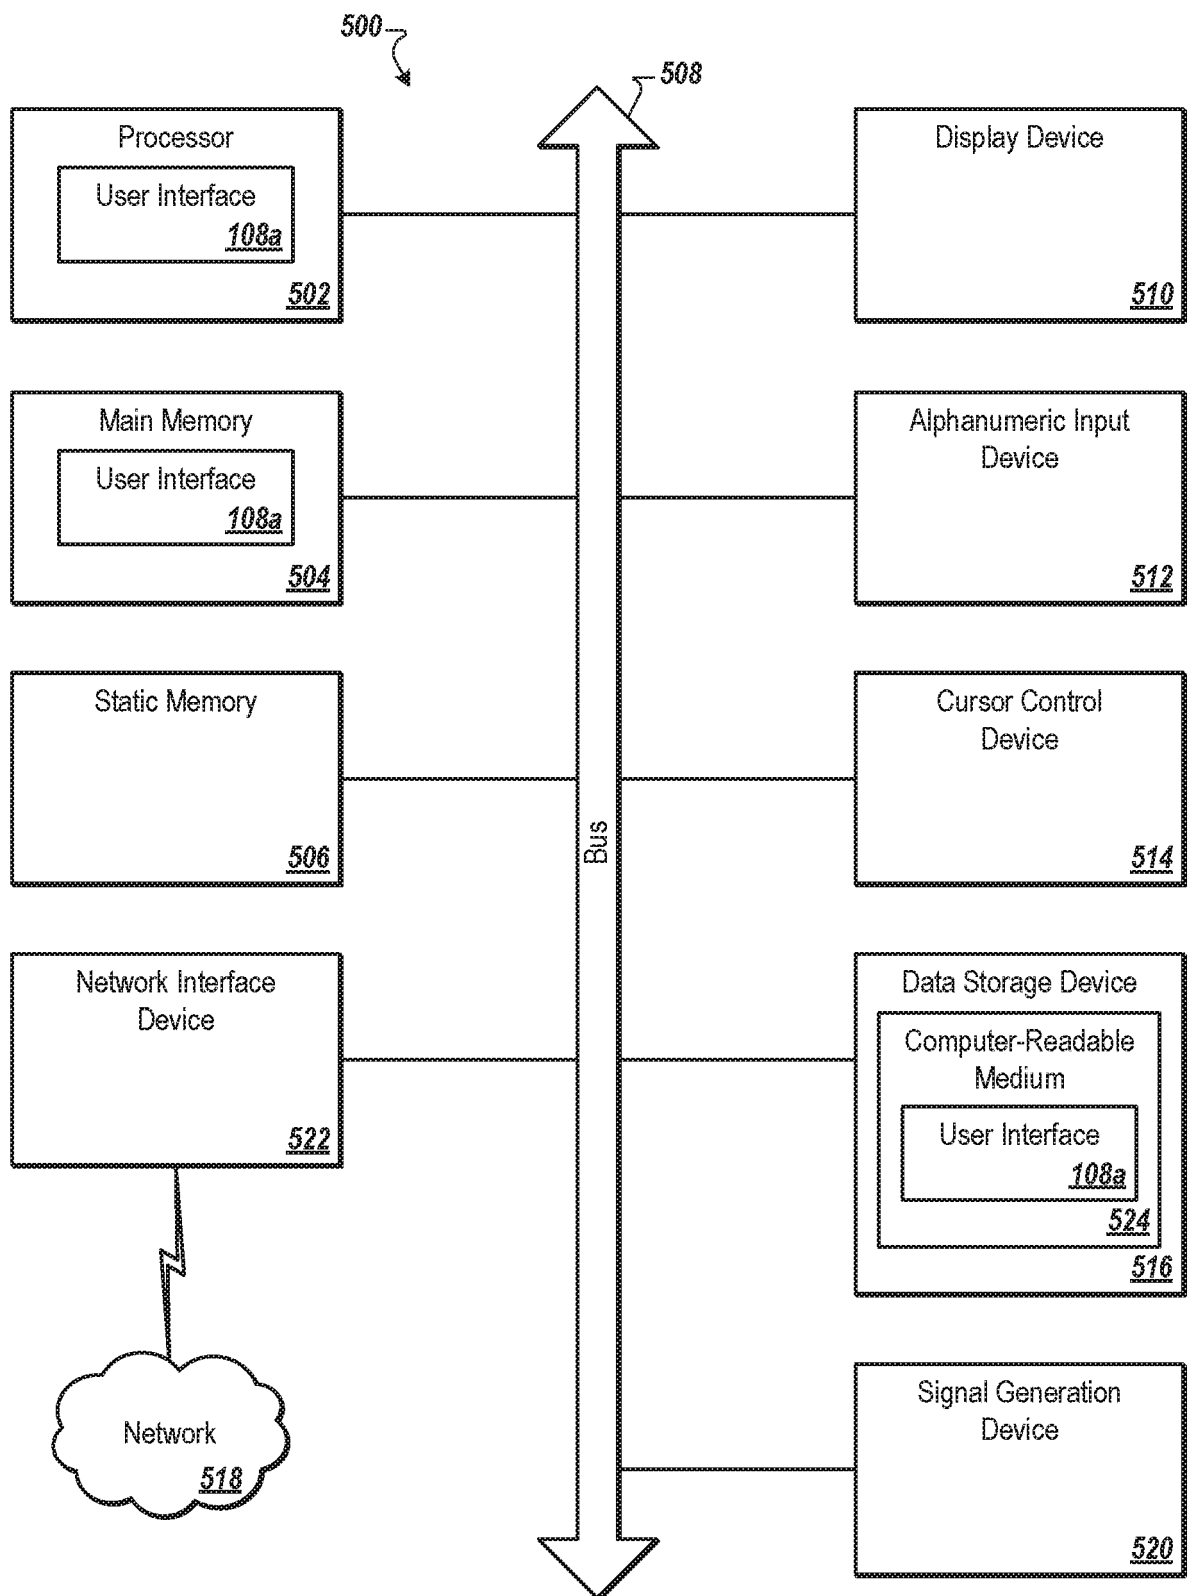 500
508
Processor
User Interface
108a
502
Display Device
510
Main Memory
User Interface
108a
504
Alphanumeric Input
Device
512
Static Memory
506
Cursor Control
Device
514
Bus
Network Interface
Device
522
Data Storage Device
Computer-Readable
Medium
User Interface
108a
524
516
Network
518
Signal Generation
Device
520